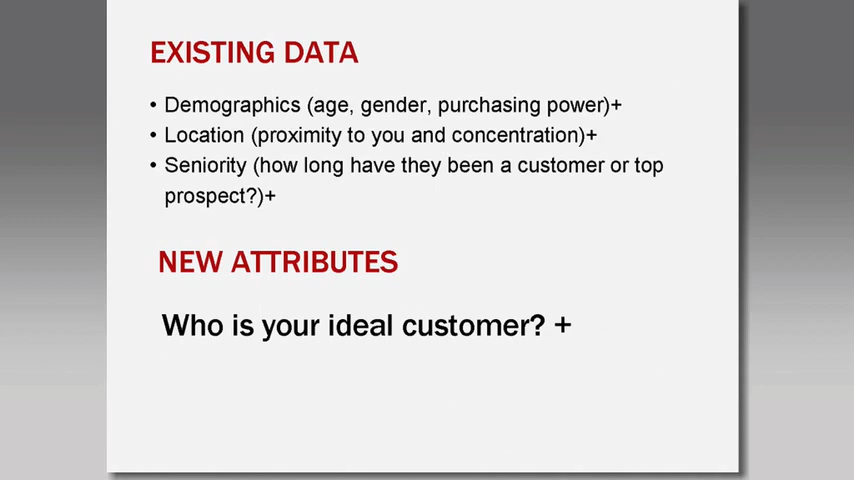 EXISTING DATA
• Demographics (age, gender, purchasing power)+
• Location (proximity to you and concentration)+
• Seniority (how long have they been a customer or top
prospect?)+
NEW ATTRIBUTES
Who is your ideal customer? +